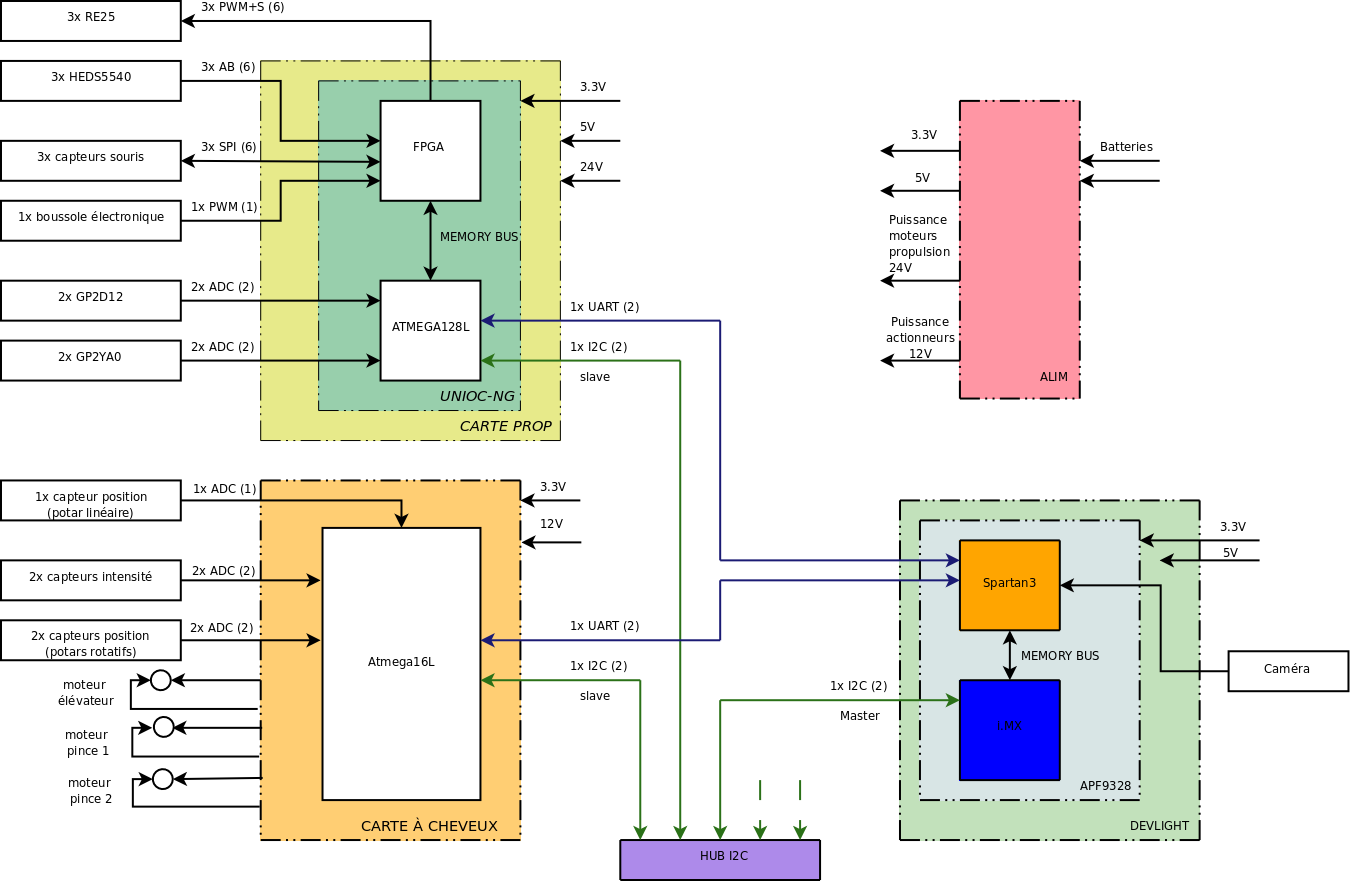 3x RE25
3x PWM+S (6)
3x HEDS5540
3x AB (6)
3x capteurs souris
3x SPI (6)
1x boussole électronique
1x PWM (1)
2x GP2D12
2x ADC (2)
2x GP2YA0
2x ADC (2)
FPGA
MEMORY BUS
ATMEGA128L
UNIOC-NG
CARTE PROP
3.3V
5V
24V
1x UART (2)
1x I2C (2)
slave
3.3V
5V
Puissance
moteurs
propulsion
24V
Puissance
actionneurs
12V
ALIM
Batteries
1x capteur position
(potar linéaire)
1x ADC (1)
2x capteurs intensité
2x ADC (2)
2x capteurs position
(potars rotatifs)
2x ADC (2)
moteur
élévateur
moteur
pince 1
moteur
pince 2
Atmega16L
CARTE À CHEVEUX
3.3V
12V
1x UART (2)
1x I2C (2)
slave
1x I2C (2)
Master
HUB I2C
Spartan3
MEMORY BUS
i.MX
APF9328
DEVLIGHT
3.3V
5V
Caméra